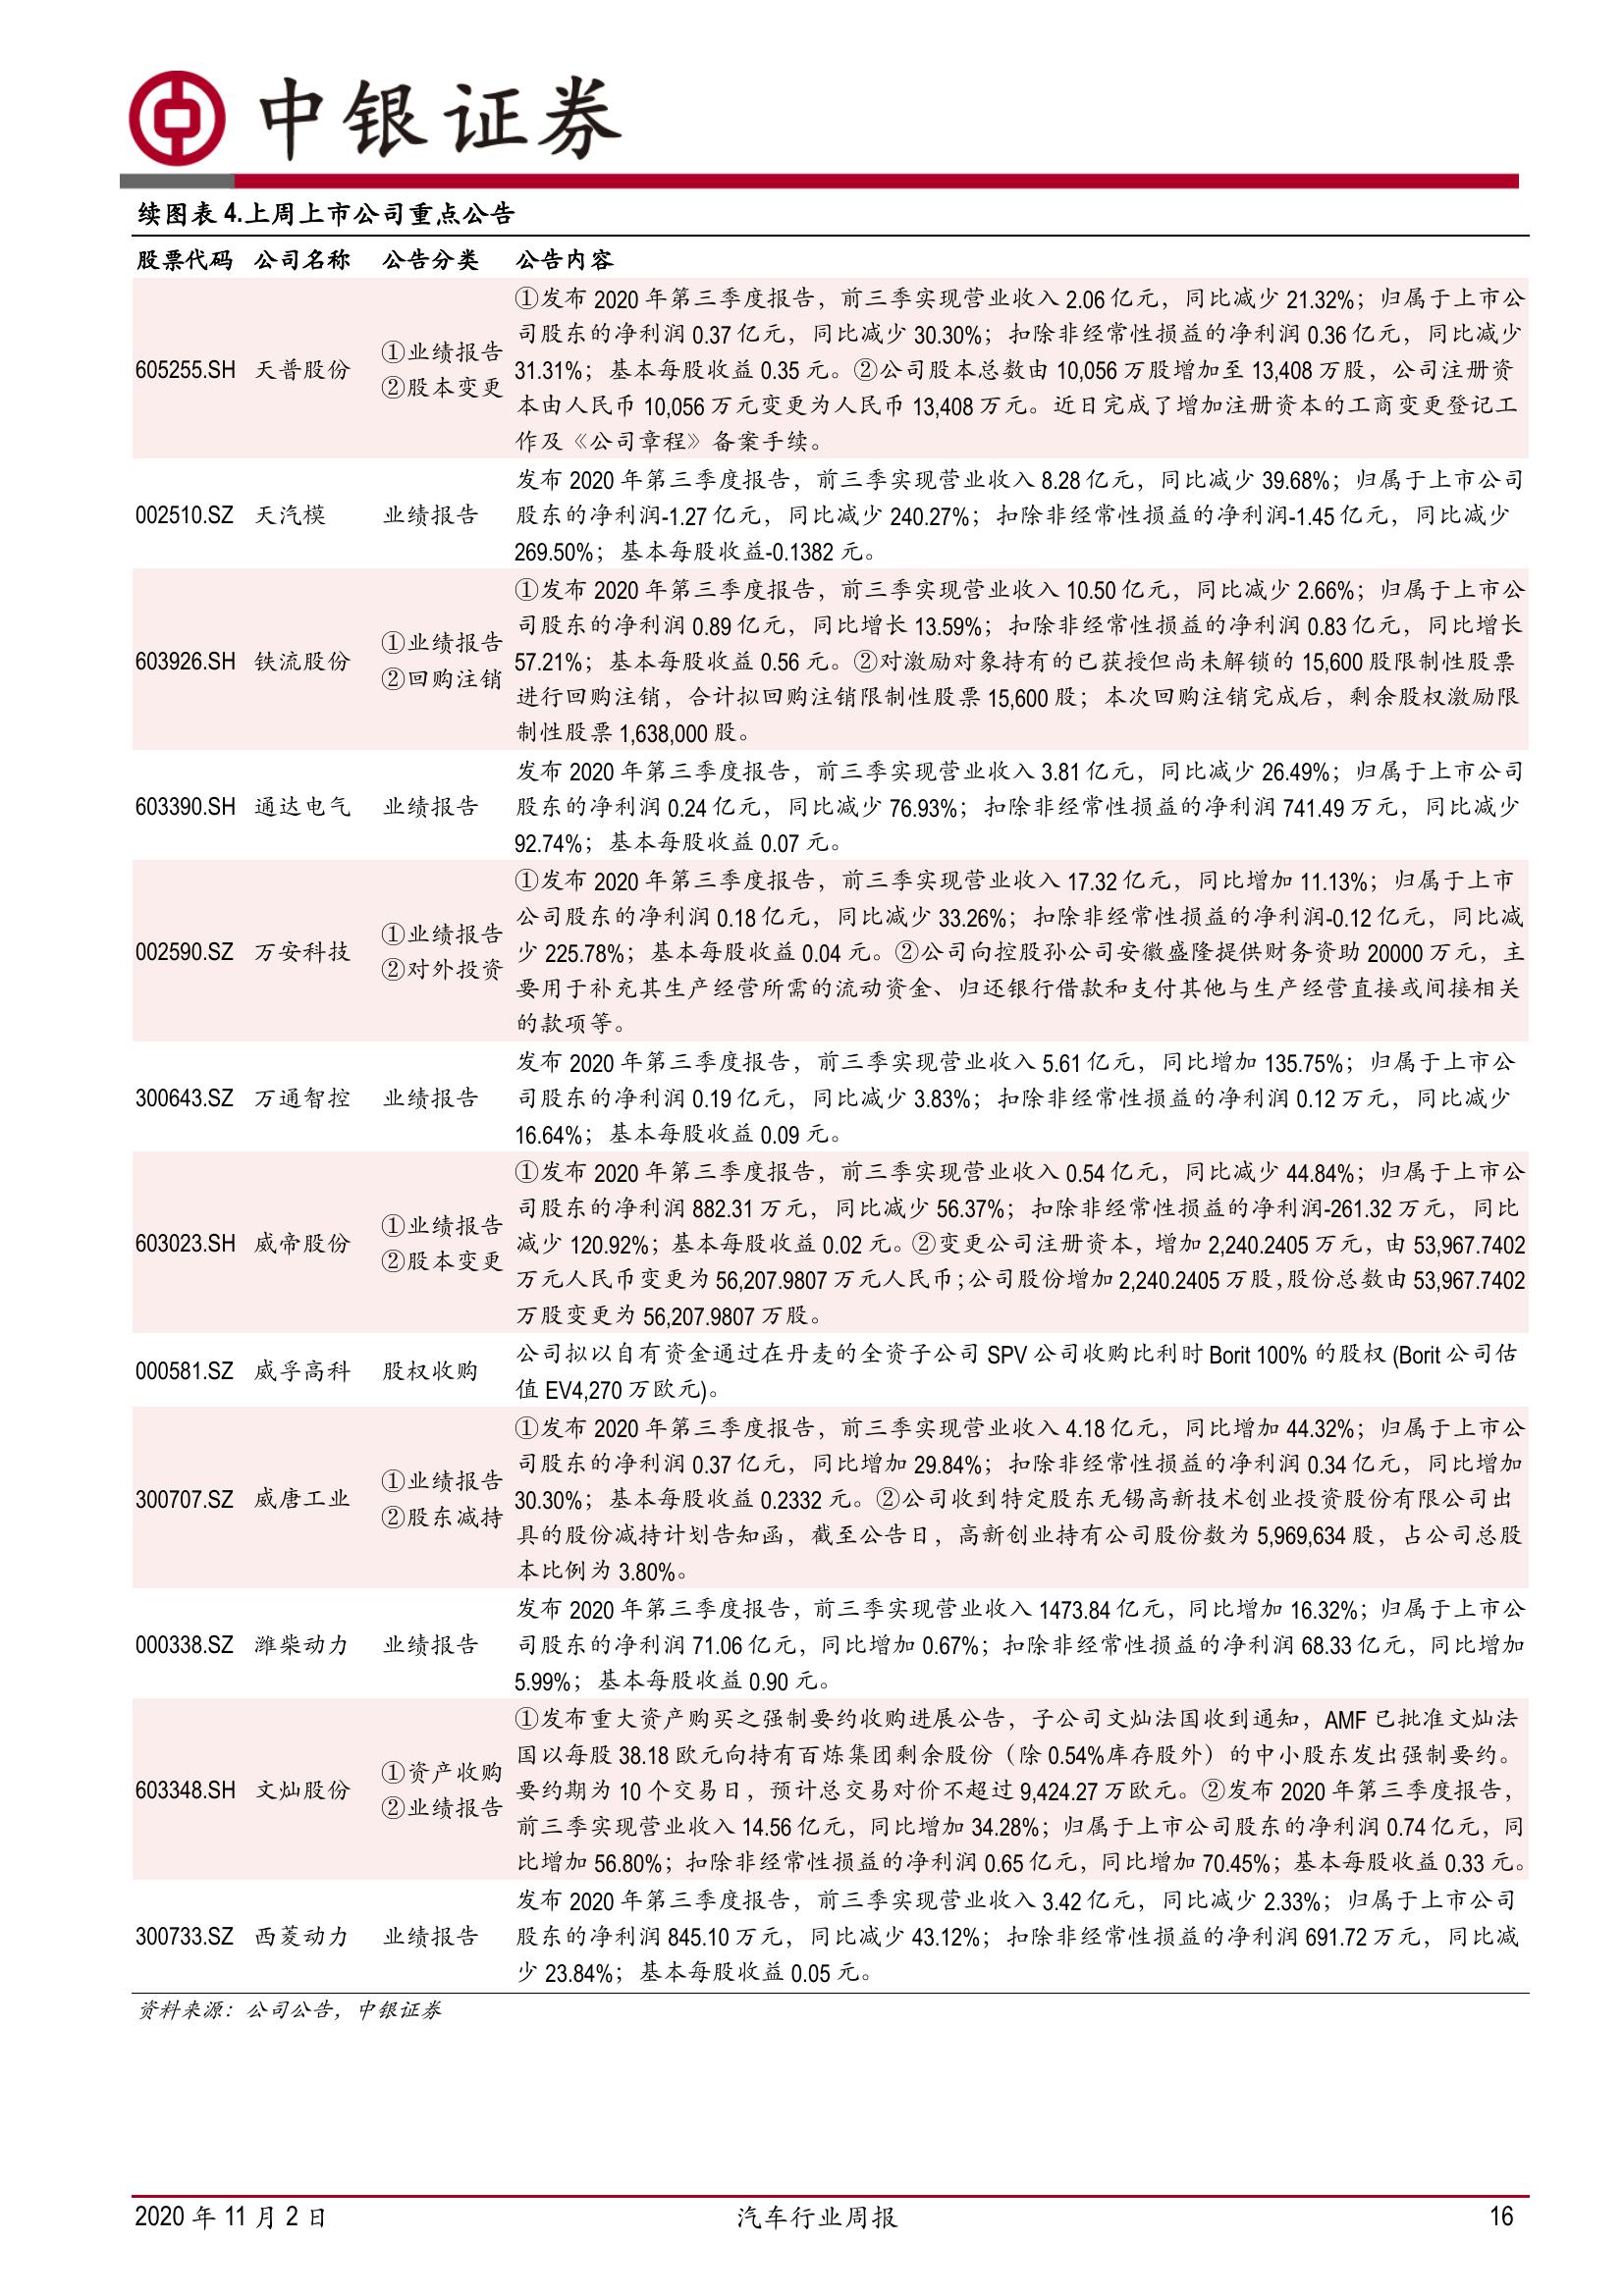 中银证券
续图表 4.上周上市公司重点公告
股票代码 公司名称 公告分类 公告内容
605255.SH 天普股份 ①业绩报告
②股本变更
①发布 2020 年第三季度报告，前三季实现营业收入 2.06 亿元，同比减少 21.32%；归属于上市公
司股东的净利润 0.37 亿元，同比减少 30.30%；扣除非经常性损益的净利润 0.36 亿元，同比减少
31.31%；基本每股收益 0.35 元。②公司股本总数由 10,056 万股增加至 13,408 万股，公司注册资
本由人民币 10,056 万元变更为人民币 13,408 万元。近日完成了增加注册资本的工商变更登记工
作及《公司章程》备案手续。
002510.SZ 天汽模 业绩报告
发布 2020 年第三季度报告，前三季实现营业收入 8.28 亿元，同比减少 39.68%；归属于上市公司
股东的净利润-1.27 亿元，同比减少 240.27%；扣除非经常性损益的净利润-1.45 亿元，同比减少
269.50%；基本每股收益-0.1382 元。
603926.SH 铁流股份 ①业绩报告
②回购注销
①发布 2020 年第三季度报告，前三季实现营业收入 10.50 亿元，同比减少 2.66%；归属于上市公
司股东的净利润 0.89 亿元，同比增长 13.59%；扣除非经常性损益的净利润 0.83 亿元，同比增长
57.21%；基本每股收益 0.56 元。②对激励对象持有的已获授但尚未解锁的 15,600 股限制性股票
进行回购注销，合计拟回购注销限制性股票 15,600 股；本次回购注销完成后，剩余股权激励限
制性股票 1,638,000 股。
603390.SH 通达电气 业绩报告
发布 2020 年第三季度报告，前三季实现营业收入 3.81 亿元，同比减少 26.49%；归属于上市公司
股东的净利润 0.24 亿元，同比减少 76.93%；扣除非经常性损益的净利润 741.49 万元，同比减少
92.74%；基本每股收益 0.07 元。
002590.SZ 万安科技 ①业绩报告
②对外投资
①发布 2020 年第三季度报告，前三季实现营业收入 17.32 亿元，同比增加 11.13%；归属于上市
公司股东的净利润 0.18 亿元，同比减少 33.26%；扣除非经常性损益的净利润-0.12 亿元，同比减
少 225.78%；基本每股收益 0.04 元。②公司向控股孙公司安徽盛隆提供财务资助 20000 万元，主
要用于补充其生产经营所需的流动资金、归还银行借款和支付其他与生产经营直接或间接相关
的款项等。
300643.SZ 万通智控 业绩报告
发布 2020 年第三季度报告，前三季实现营业收入 5.61 亿元，同比增加 135.75%；归属于上市公
司股东的净利润 0.19 亿元，同比减少 3.83%；扣除非经常性损益的净利润 0.12 万元，同比减少
16.64%；基本每股收益 0.09 元。
603023.SH 威帝股份 ①业绩报告
②股本变更
①发布 2020 年第三季度报告，前三季实现营业收入 0.54 亿元，同比减少 44.84%；归属于上市公
司股东的净利润 882.31 万元，同比减少 56.37%；扣除非经常性损益的净利润-261.32 万元，同比
减少 120.92%；基本每股收益 0.02 元。②变更公司注册资本，增加 2,240.2405 万元，由 53,967.7402
万元人民币变更为 56,207.9807 万元人民币；公司股份增加 2,240.2405 万股，股份总数由 53,967.7402
万股变更为 56,207.9807 万股。
000581.SZ 威孚高科 股权收购
公司拟以自有资金通过在丹麦的全资子公司 SPV 公司收购比利时 Borit 100% 的股权 (Borit 公司估
值 EV4,270 万欧元)。
300707.SZ 威唐工业 ①业绩报告
②股东减持
①发布 2020 年第三季度报告，前三季实现营业收入 4.18 亿元，同比增加 44.32%；归属于上市公
司股东的净利润 0.37 亿元，同比增加 29.84%；扣除非经常性损益的净利润 0.34 亿元，同比增加
30.30%；基本每股收益 0.2332 元。②公司收到特定股东无锡高新技术创业投资股份有限公司出
具的股份减持计划告知函，截至公告日，高新创业持有公司股份数为 5,969,634 股，占公司总股
本比例为 3.80%。
000338.SZ 潍柴动力 业绩报告
发布 2020 年第三季度报告，前三季实现营业收入 1473.84 亿元，同比增加 16.32%；归属于上市公
司股东的净利润 71.06 亿元，同比增加 0.67%；扣除非经常性损益的净利润 68.33 亿元，同比增加
5.99%；基本每股收益 0.90 元。
603348.SH 文灿股份 ①资产收购
②业绩报告
①发布重大资产购买之强制要约收购进展公告，子公司文灿法国收到通知，AMF 已批准文灿法
国以每股 38.18 欧元向持有百炼集团剩余股份（除 0.54%库存股外）的中小股东发出强制要约。
要约期为 10 个交易日，预计总交易对价不超过 9,424.27 万欧元。②发布 2020 年第三季度报告，
前三季实现营业收入 14.56 亿元，同比增加 34.28%；归属于上市公司股东的净利润 0.74 亿元，同
比增加 56.80%；扣除非经常性损益的净利润 0.65 亿元，同比增加 70.45%；基本每股收益 0.33 元。
300733.SZ 西菱动力 业绩报告
发布 2020 年第三季度报告，前三季实现营业收入 3.42 亿元，同比减少 2.33%；归属于上市公司
股东的净利润 845.10 万元，同比减少 43.12%；扣除非经常性损益的净利润 691.72 万元，同比减
少 23.84%；基本每股收益 0.05 元。
资料来源：公司公告，中银证券
2020 年 11 月 2 日 汽车行业周报 16